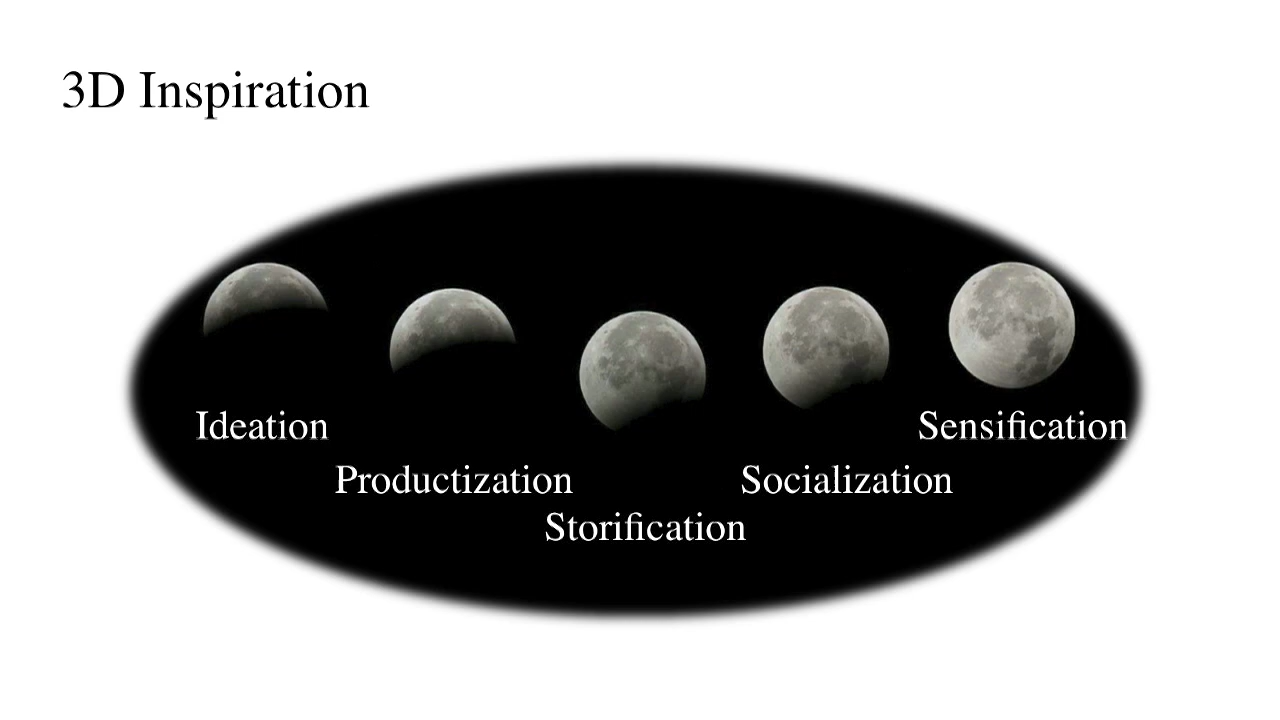 3D Inspiration
Ideation
Productization
Storification
Socialization
Sensification